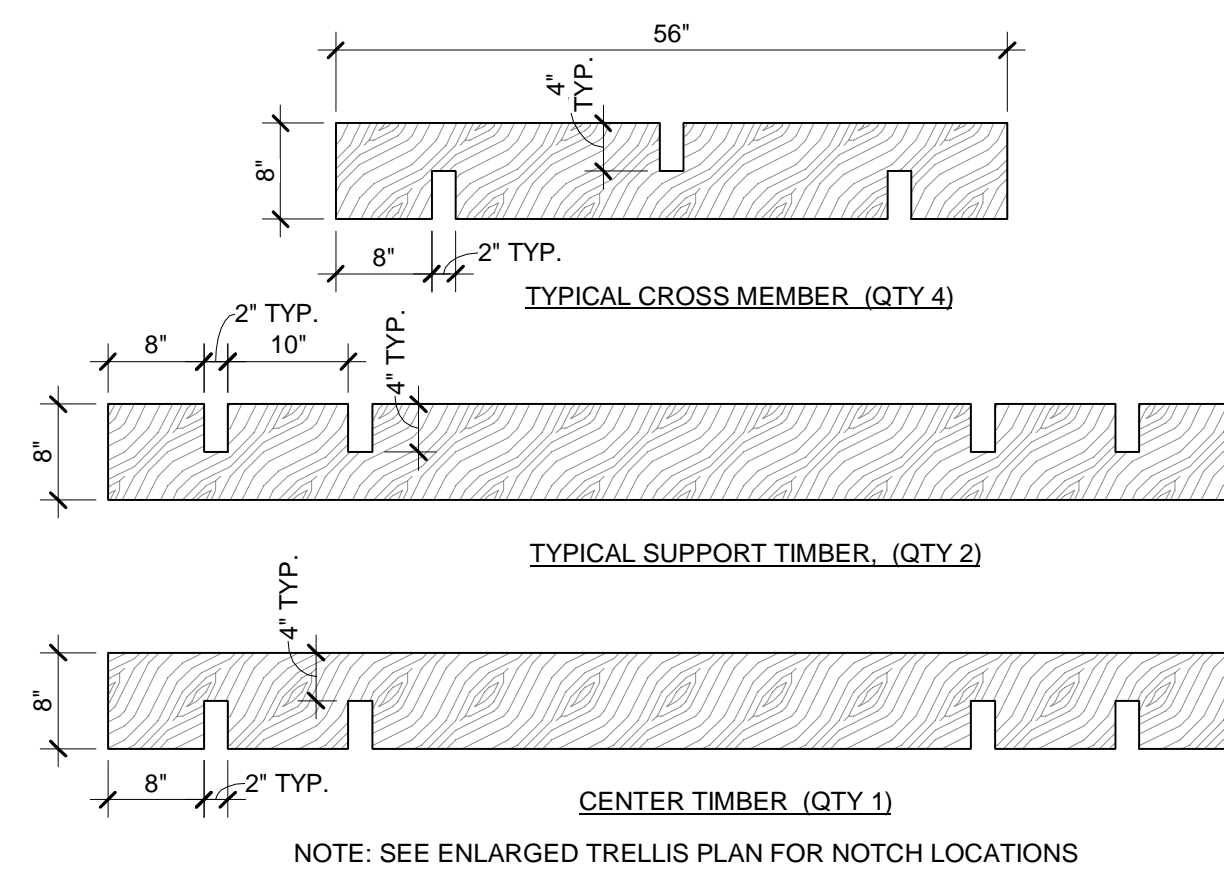 56"
4"
TYP.
8"
8"
2" TYP.
TYPICAL CROSS MEMBER (QTY 4)
8"
2" TYP.
10"
4" TYP.
8"
TYPICAL SUPPORT TIMBER, (QTY 2)
4" TYP.
8"
8"
2" TYP.
CENTER TIMBER (QTY 1)
NOTE: SEE ENLARGED TRELLIS PLAN FOR NOTCH LOCATIONS